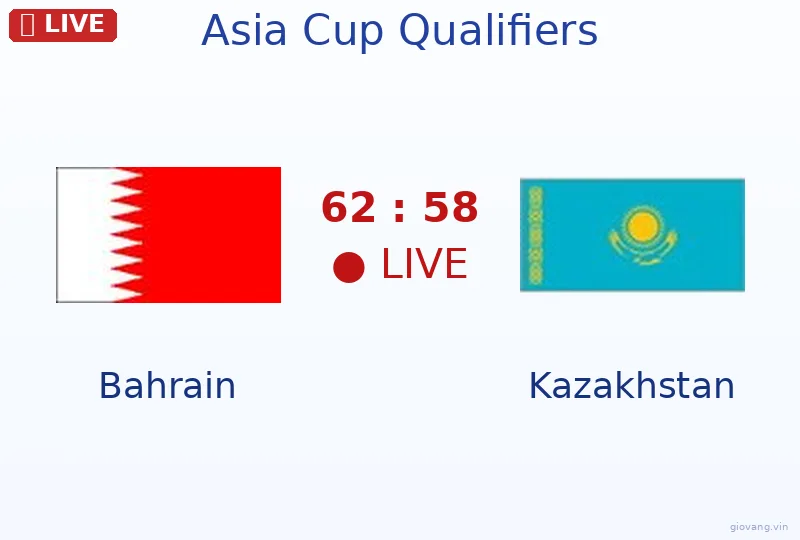 LIVE
Asia Cup Qualifiers
62 : 58
● LIVE
Bahrain
Kazakhstan
giovang.vin